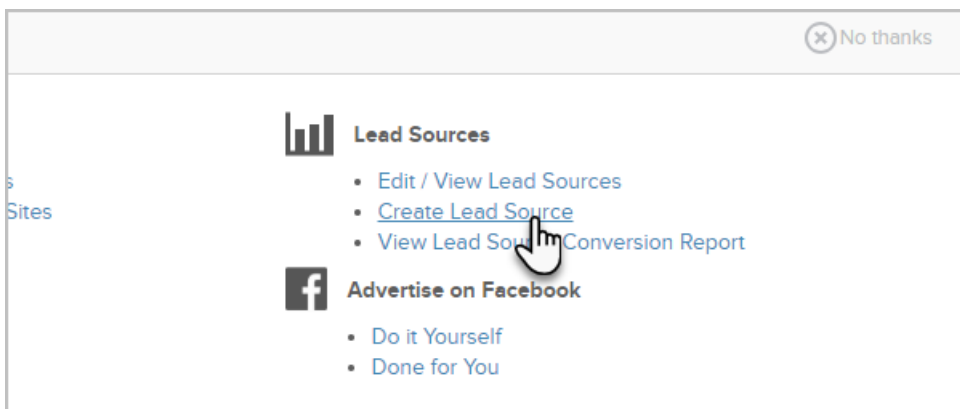 No thanks
Lead Sources
s
Sites
• Edit / View Lead Sources
• Create Lead Source
• View Lead Source Conversion Report
Advertise on Facebook
• Do it Yourself
• Done for You